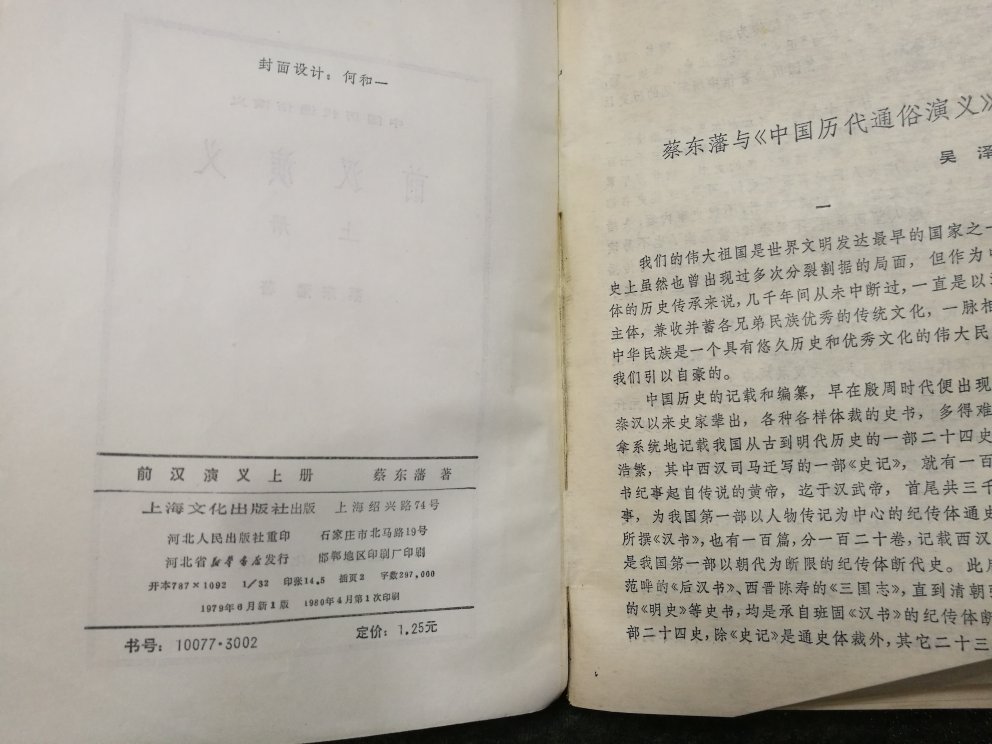 封面设计：何和一
前汉演义上册 蔡东藩著
上海文化出版社出版 上海绍兴路74号
河北人民出版社重印 石家庄市北马路19号
河北省新华书店发行 邯郸地区印刷厂印刷
开本787×1092 1/32 印张14.5 插页2 字数297,000
1979年6月新1版 1980年4月第1次印刷
书号：10077·3002 定价：1.25元
蔡东藩与《中国历代通俗演义》
吴泽
一
我们的伟大祖国是世界文明发达最早的国家之一
史上虽然也曾出现过多次分裂割据的局面，但作为
体的历史传承来说，几千年间从未中断过，一直是以
主体，兼收并蓄各兄弟民族优秀的传统文化，一脉相
中华民族是一个具有悠久历史和优秀文化的伟大民
我们引以自豪的。
中国历史的记载和编纂，早在殷周时代便出现
秦汉以来史家辈出，各种各样体裁的史书，多得难
拿系统地记载我国从古到明代历史的一部二十四史
浩繁，其中西汉司马迁写的一部《史记》，就有一百
书纪事起自传说的黄帝，迄于汉武帝，首尾共三千
事，为我国第一部以人物传记为中心的纪传体通史
所撰《汉书》，也有一百篇，分一百二十卷，记载西汉
是我国第一部以朝代为断限的纪传体断代史。此
范晔的《后汉书》、西晋陈寿的《三国志》，直到清朝
的《明史》等史书，均是承自班固《汉书》的纪传体断
部二十四史，除《史记》是通史体裁外，其它二十三